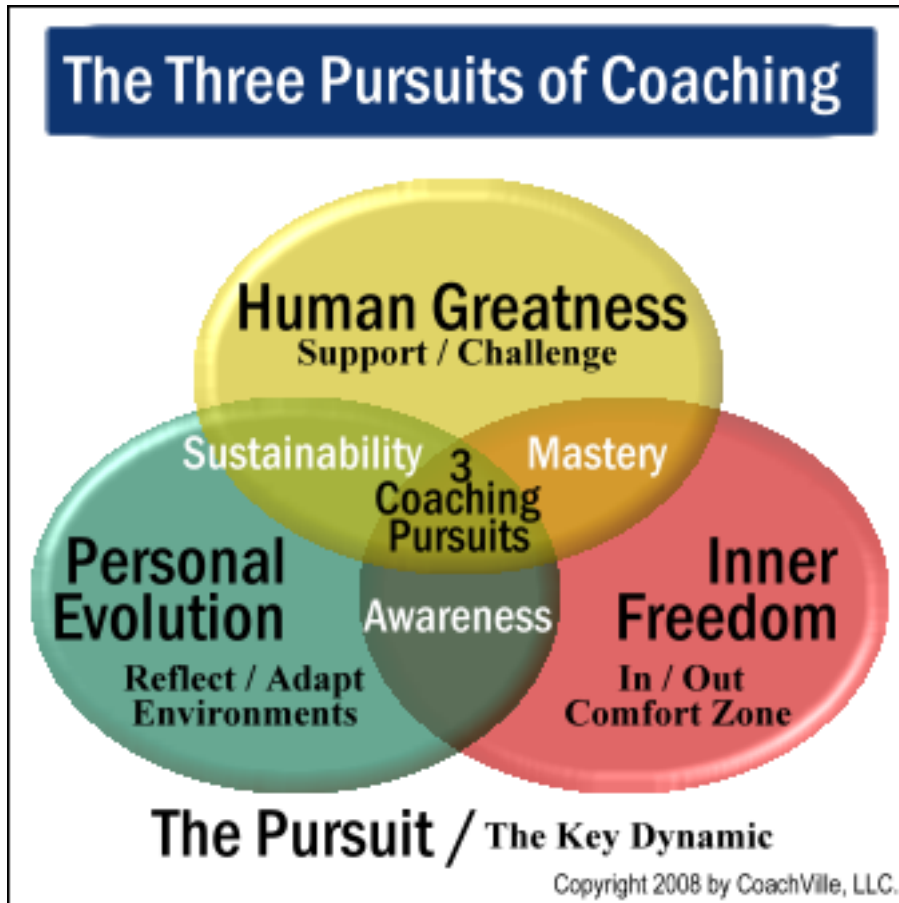 The Three Pursuits of Coaching
Human Greatness
Support / Challenge
Sustainability
Mastery
3
Coaching
Pursuits
Personal
Evolution
Reflect / Adapt
Environments
Awareness
Inner
Freedom
In / Out
Comfort Zone
The Pursuit / The Key Dynamic
Copyright 2008 by CoachVille, LLC.